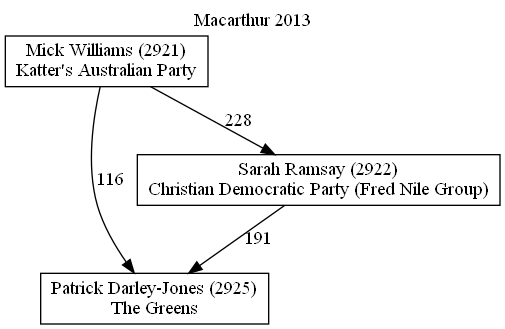 Macarthur 2013
Mick Williams (2921)
Katter's Australian Party
228
116
Sarah Ramsay (2922)
Christian Democratic Party (Fred Nile Group)
191
Patrick Darley-Jones (2925)
The Greens